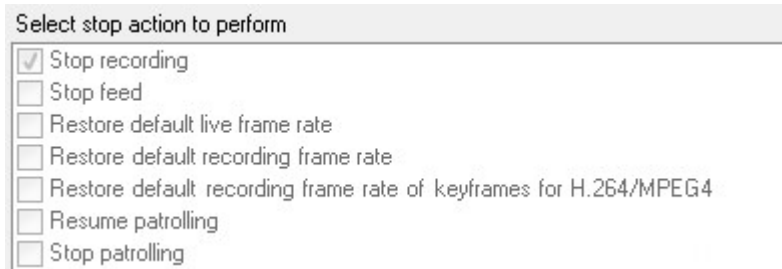 Select stop action to perform
Stop recording
Stop feed
Restore default live frame rate
Restore default recording frame rate
Restore default recording frame rate of keyframes for H.264/MPEG4
Resume patrolling
Stop patrolling